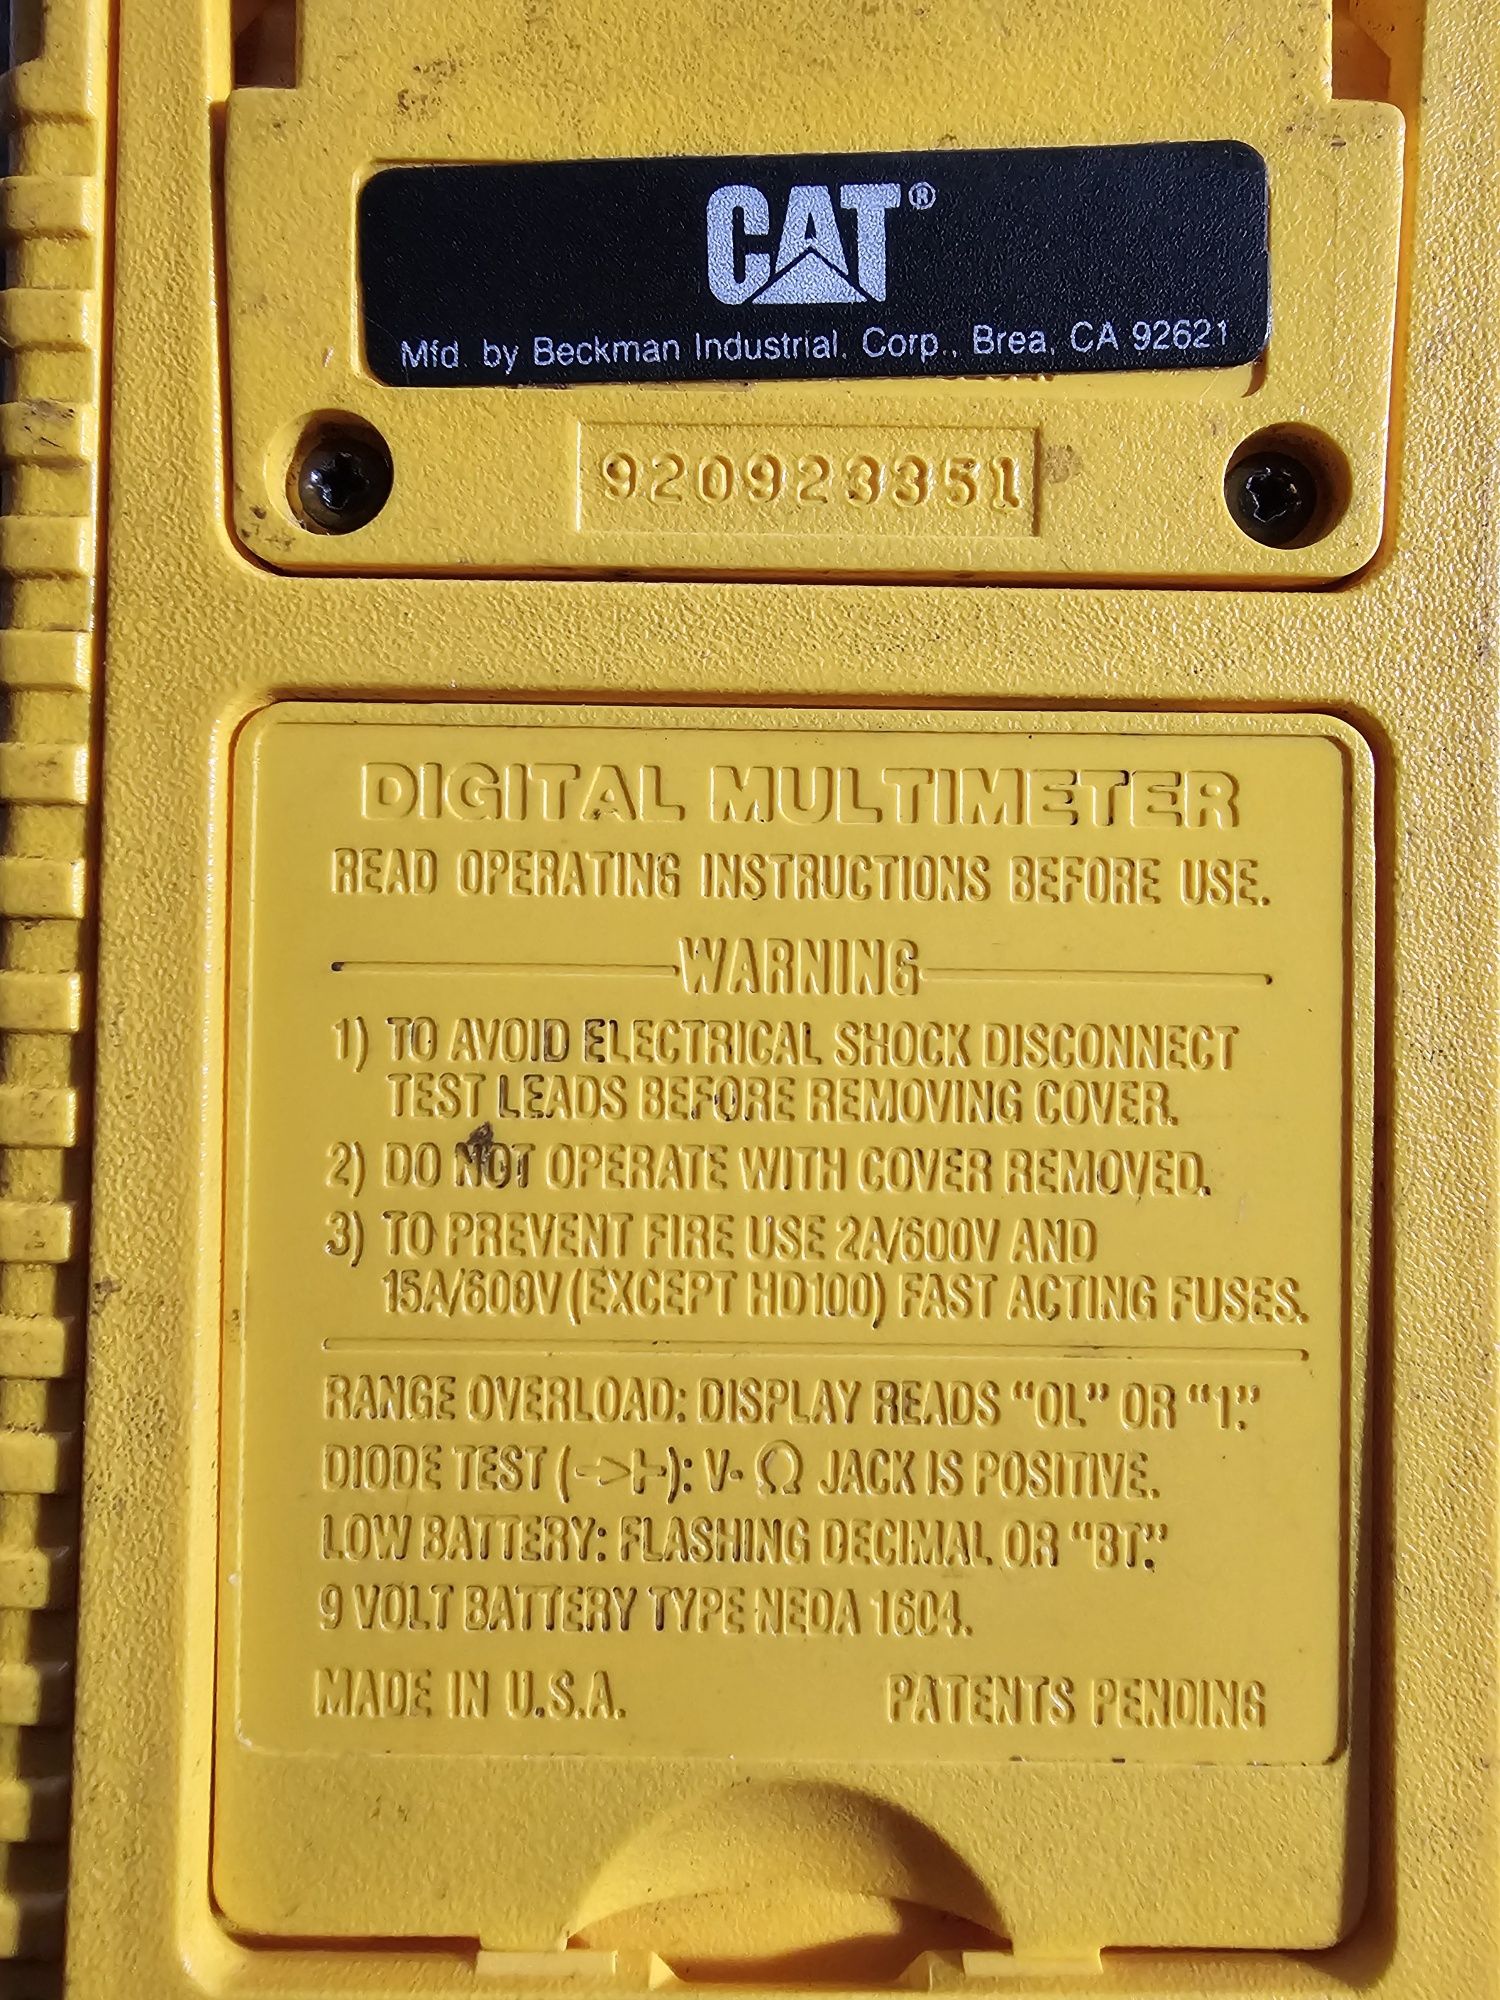 CAT®
Mfd. by Beckman Industrial. Corp., Brea, CA 92621
920923351
DIGITAL MULTIMETER
READ OPERATING INSTRUCTIONS BEFORE USE.
WARNING
1) TO AVOID ELECTRICAL SHOCK DISCONNECT
TEST LEADS BEFORE REMOVING COVER.
2) DO NOT OPERATE WITH COVER REMOVED.
3) TO PREVENT FIRE USE 2A/600V AND
15A/600V (EXCEPT HD100) FAST ACTING FUSES.
RANGE OVERLOAD: DISPLAY READS “OL” OR “1.”
DIODE TEST (->|-): V- Ω JACK IS POSITIVE.
LOW BATTERY: FLASHING DECIMAL OR “BT.”
9 VOLT BATTERY TYPE NEDA 1604.
MADE IN U.S.A. PATENTS PENDING